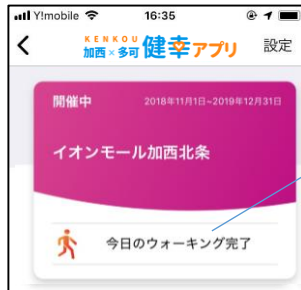 Y!mobile 16:35
KENKOU
加西×多可 健幸アプリ 設定
開催中 2018年11月1日~2019年12月31日
イオンモール加西北条
今日のウォーキング完了